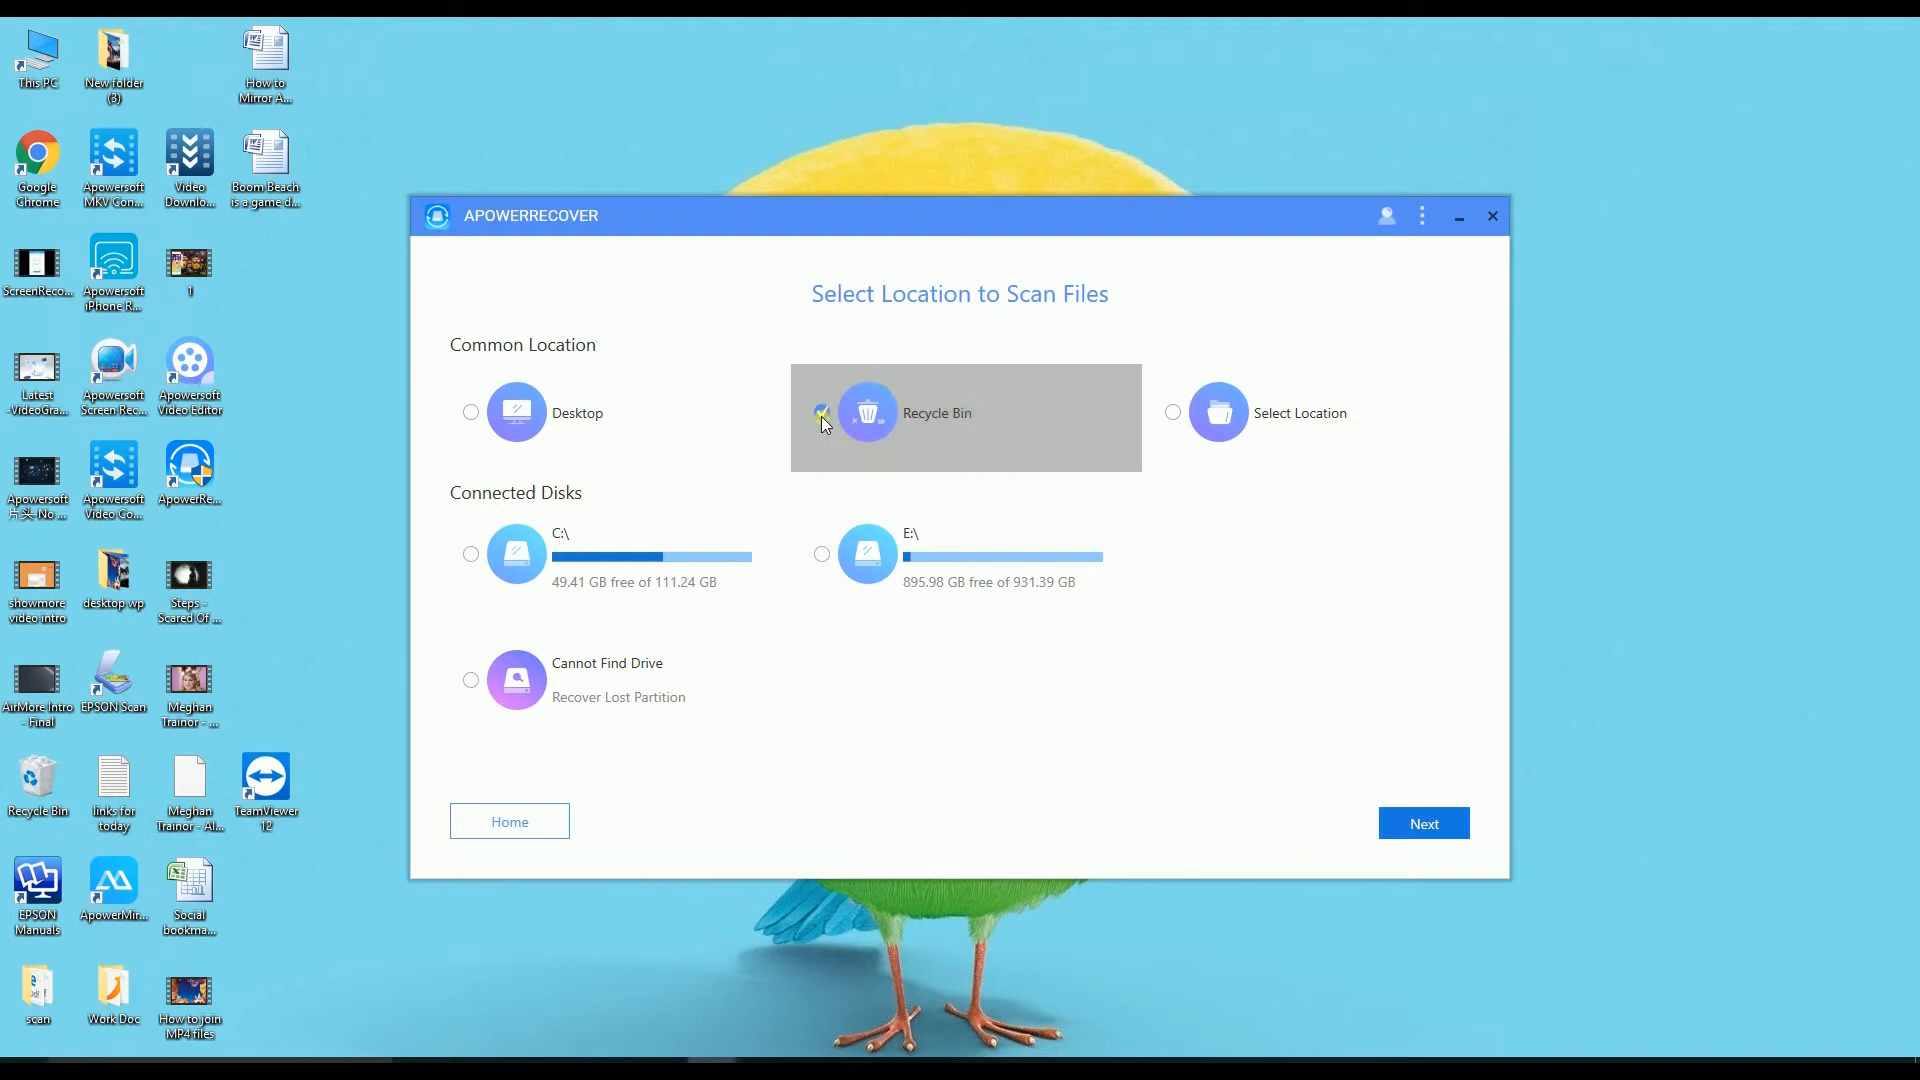 This PC
New folder
(3)
How to
Mirror A...
Google
Chrome
Apowersoft
MKV Con...
Video
Downlo...
Boom Beach
is a game d...
ScreenReco...
Apowersoft
iPhone R...
1
Latest
-VideoGra...
Apowersoft
Screen Rec...
Apowersoft
Video Editor
Apowersoft
片头-No ...
Apowersoft
Video Co...
ApowerRe...
showmore
video intro
desktop wp
Steps -
Scared Of ...
AirMore Intro
- Final
EPSON Scan
Meghan
Trainor - ...
Recycle Bin
links for
today
Meghan
Trainor - Al...
TeamViewer
12
EPSON
Manuals
ApowerMir...
Social
bookma...
scan
Work Doc
How to join
MP4 files
APOWERRECOVER
Select Location to Scan Files
Common Location
Desktop
Recycle Bin
Select Location
Connected Disks
C:\
49.41 GB free of 111.24 GB
E:\
895.98 GB free of 931.39 GB
Cannot Find Drive
Recover Lost Partition
Home
Next